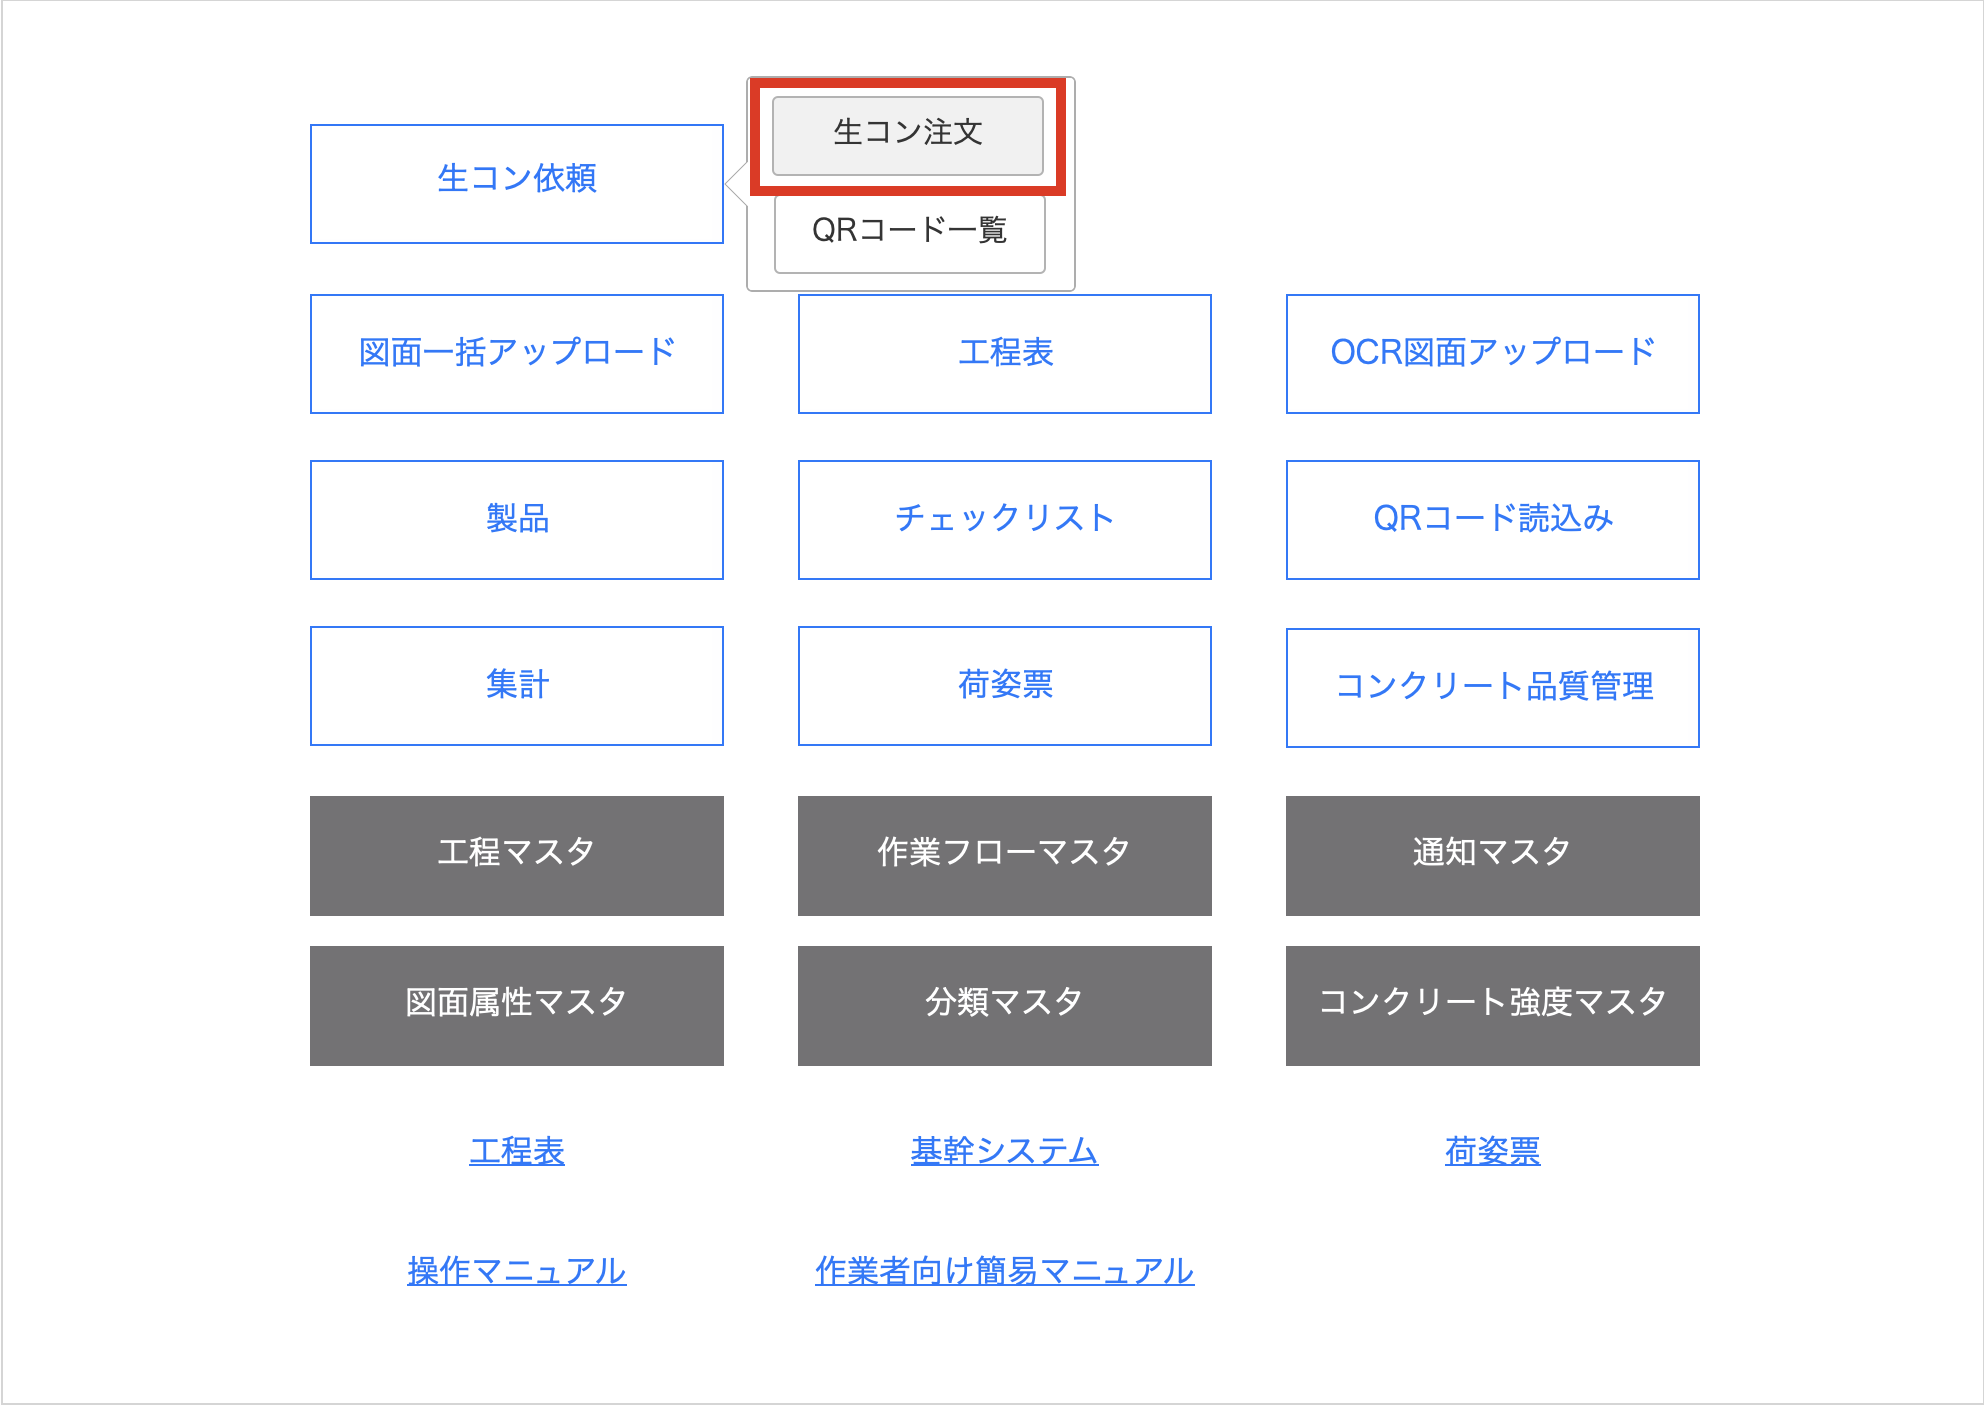 生コン注文
生コン依頼
QRコード一覧
図面一括アップロード
工程表
OCR図面アップロード
製品
チェックリスト
QRコード読込み
集計
荷姿票
コンクリート品質管理
工程マスタ
作業フローマスタ
通知マスタ
図面属性マスタ
分類マスタ
コンクリート強度マスタ
工程表
基幹システム
荷姿票
操作マニュアル
作業者向け簡易マニュアル